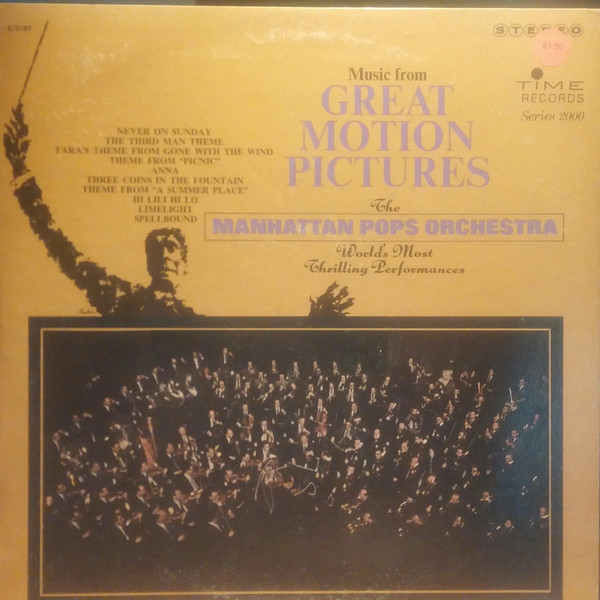 S/2187
STEREO
$1.50
TIME
RECORDS
Series 2000
Music from
GREAT
MOTION
PICTURES
NEVER ON SUNDAY
THE THIRD MAN THEME
TARA'S THEME FROM GONE WITH THE WIND
THEME FROM "PICNIC"
ANNA
THREE COINS IN THE FOUNTAIN
THEME FROM "A SUMMER PLACE"
HI LILI HI LO
LIMELIGHT
SPELLBOUND
The
MANHATTAN POPS ORCHESTRA
World's Most
Thrilling Performances